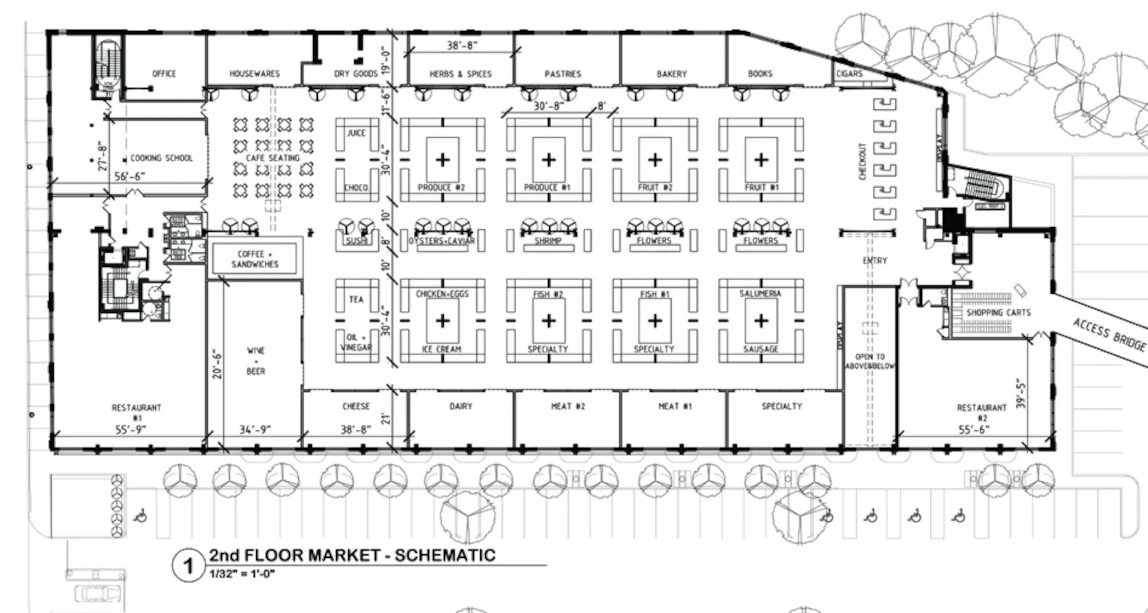 38'-8"
19'-0"
OFFICE
HOUSEWARES
DRY GOODS
HERBS & SPICES
PASTRIES
BAKERY
BOOKS
CIGARS
11'-6"
30'-8"
8'
JUICE
27'-8"
COOKING SCHOOL
CAFE SEATING
30'-4"
CHECKOUT
DISPLAY
56'-6"
CHOCO.
PRODUCE #2
PRODUCE #1
FRUIT #2
FRUIT #1
10'
SUSHI
8'
OYSTERS+CAVIAR
SHRIMP
FLOWERS
FLOWERS
COFFEE +
SANDWICHES
10'
ENTRY
TEA
CHICKEN+EGGS
FISH #2
FISH #1
SALUMERIA
SHOPPING CARTS
ACCESS BRIDGE
30'-4"
OIL +
VINEGAR
ICE CREAM
SPECIALTY
SPECIALTY
SAUSAGE
DISPLAY
WINE
+
BEER
20'-6"
OPEN TO
ABOVE&BELOW
39'-5"
RESTAURANT
#1
CHEESE
DAIRY
MEAT #2
MEAT #1
SPECIALTY
RESTAURANT
#2
21'
55'-9"
34'-9"
38'-8"
55'-6"
1
2nd FLOOR MARKET - SCHEMATIC
1/32" = 1'-0"